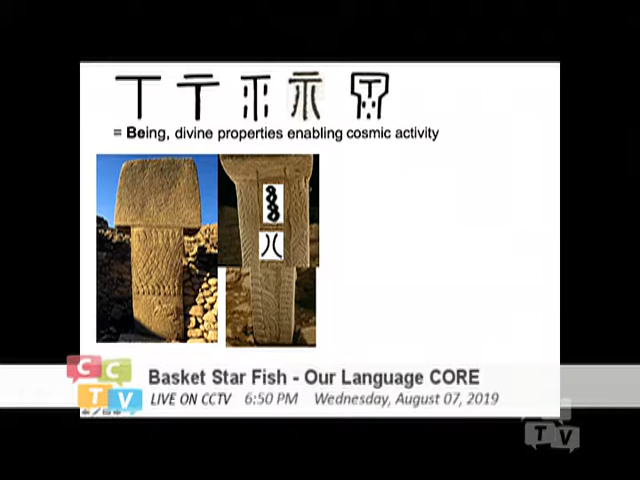 = Being, divine properties enabling cosmic activity
CCTV
Basket Star Fish - Our Language CORE
LIVE ON CCTV 6:50 PM Wednesday, August 07, 2019
TV